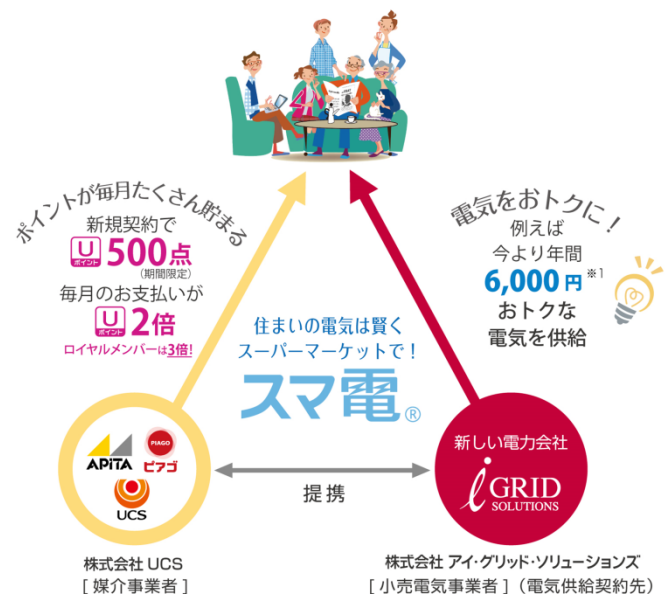 ポイントが毎月たくさん貯まる
新規契約で
U ポイント 500点
(期間限定)
毎月のお支払いが
U ポイント 2倍
ロイヤルメンバーは3倍!
電気をおトクに!
例えば
今より年間
6,000円※1
おトクな
電気を供給
住まいの電気は賢く
スーパーマーケットで!
スマ電®
APiTA
PIAGO
ピアゴ
UCS
提携
新しい電力会社
i GRID
SOLUTIONS
株式会社 UCS
[ 媒介事業者 ]
株式会社 アイ・グリッド・ソリューションズ
[ 小売電気事業者 ]（電気供給契約先）